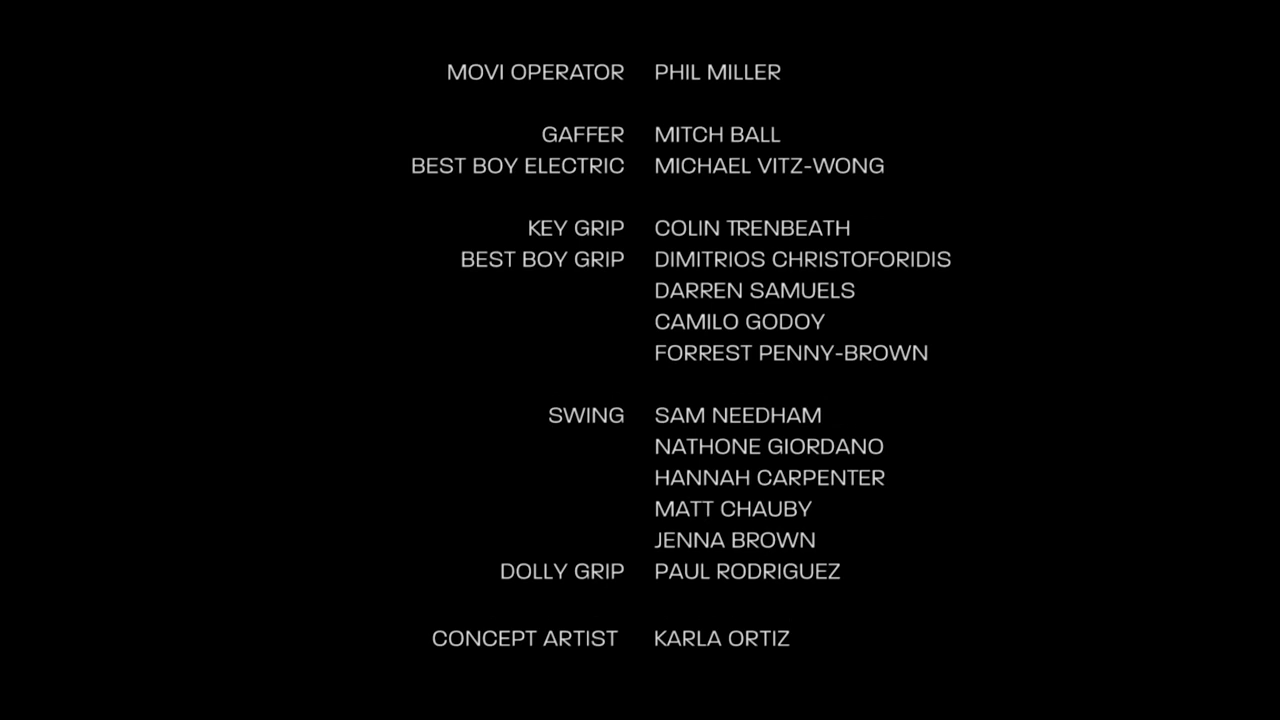 MOVI OPERATOR PHIL MILLER
GAFFER MITCH BALL
BEST BOY ELECTRIC MICHAEL VITZ-WONG
KEY GRIP COLIN TRENBEATH
BEST BOY GRIP DIMITRIOS CHRISTOFORIDIS
DARREN SAMUELS
CAMILO GODOY
FORREST PENNY-BROWN
SWING SAM NEEDHAM
NATHONE GIORDANO
HANNAH CARPENTER
MATT CHAUBY
JENNA BROWN
DOLLY GRIP PAUL RODRIGUEZ
CONCEPT ARTIST KARLA ORTIZ